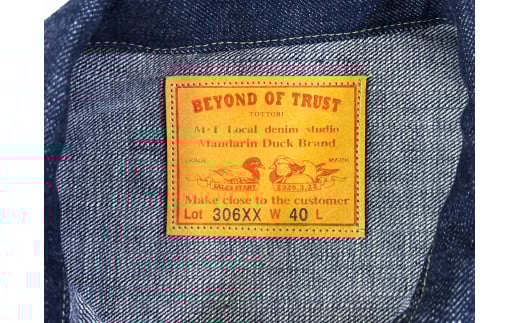 BEYOND OF TRUST
TOTTORI
M・T Local denim studio
Mandarin Duck Brand
TRADE MARK
SALES START 2020.3.22
Make close to the customer
Lot 306XX W 40 L